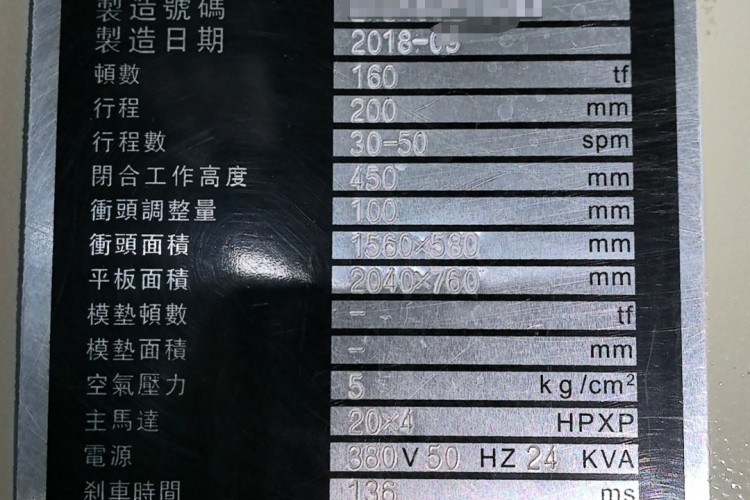 製造號碼
製造日期 2018-0
頓數 160 tf
行程 200 mm
行程數 30-50 spm
閉合工作高度 450 mm
衝頭調整量 100 mm
衝頭面積 1560×580 mm
平板面積 2040×760 mm
模墊頓數 - tf
模墊面積 - mm
空氣壓力 5 kg/cm²
主馬達 20×4 HPXP
電源 380 V 50 HZ 24 KVA
剎車時間 136 ms